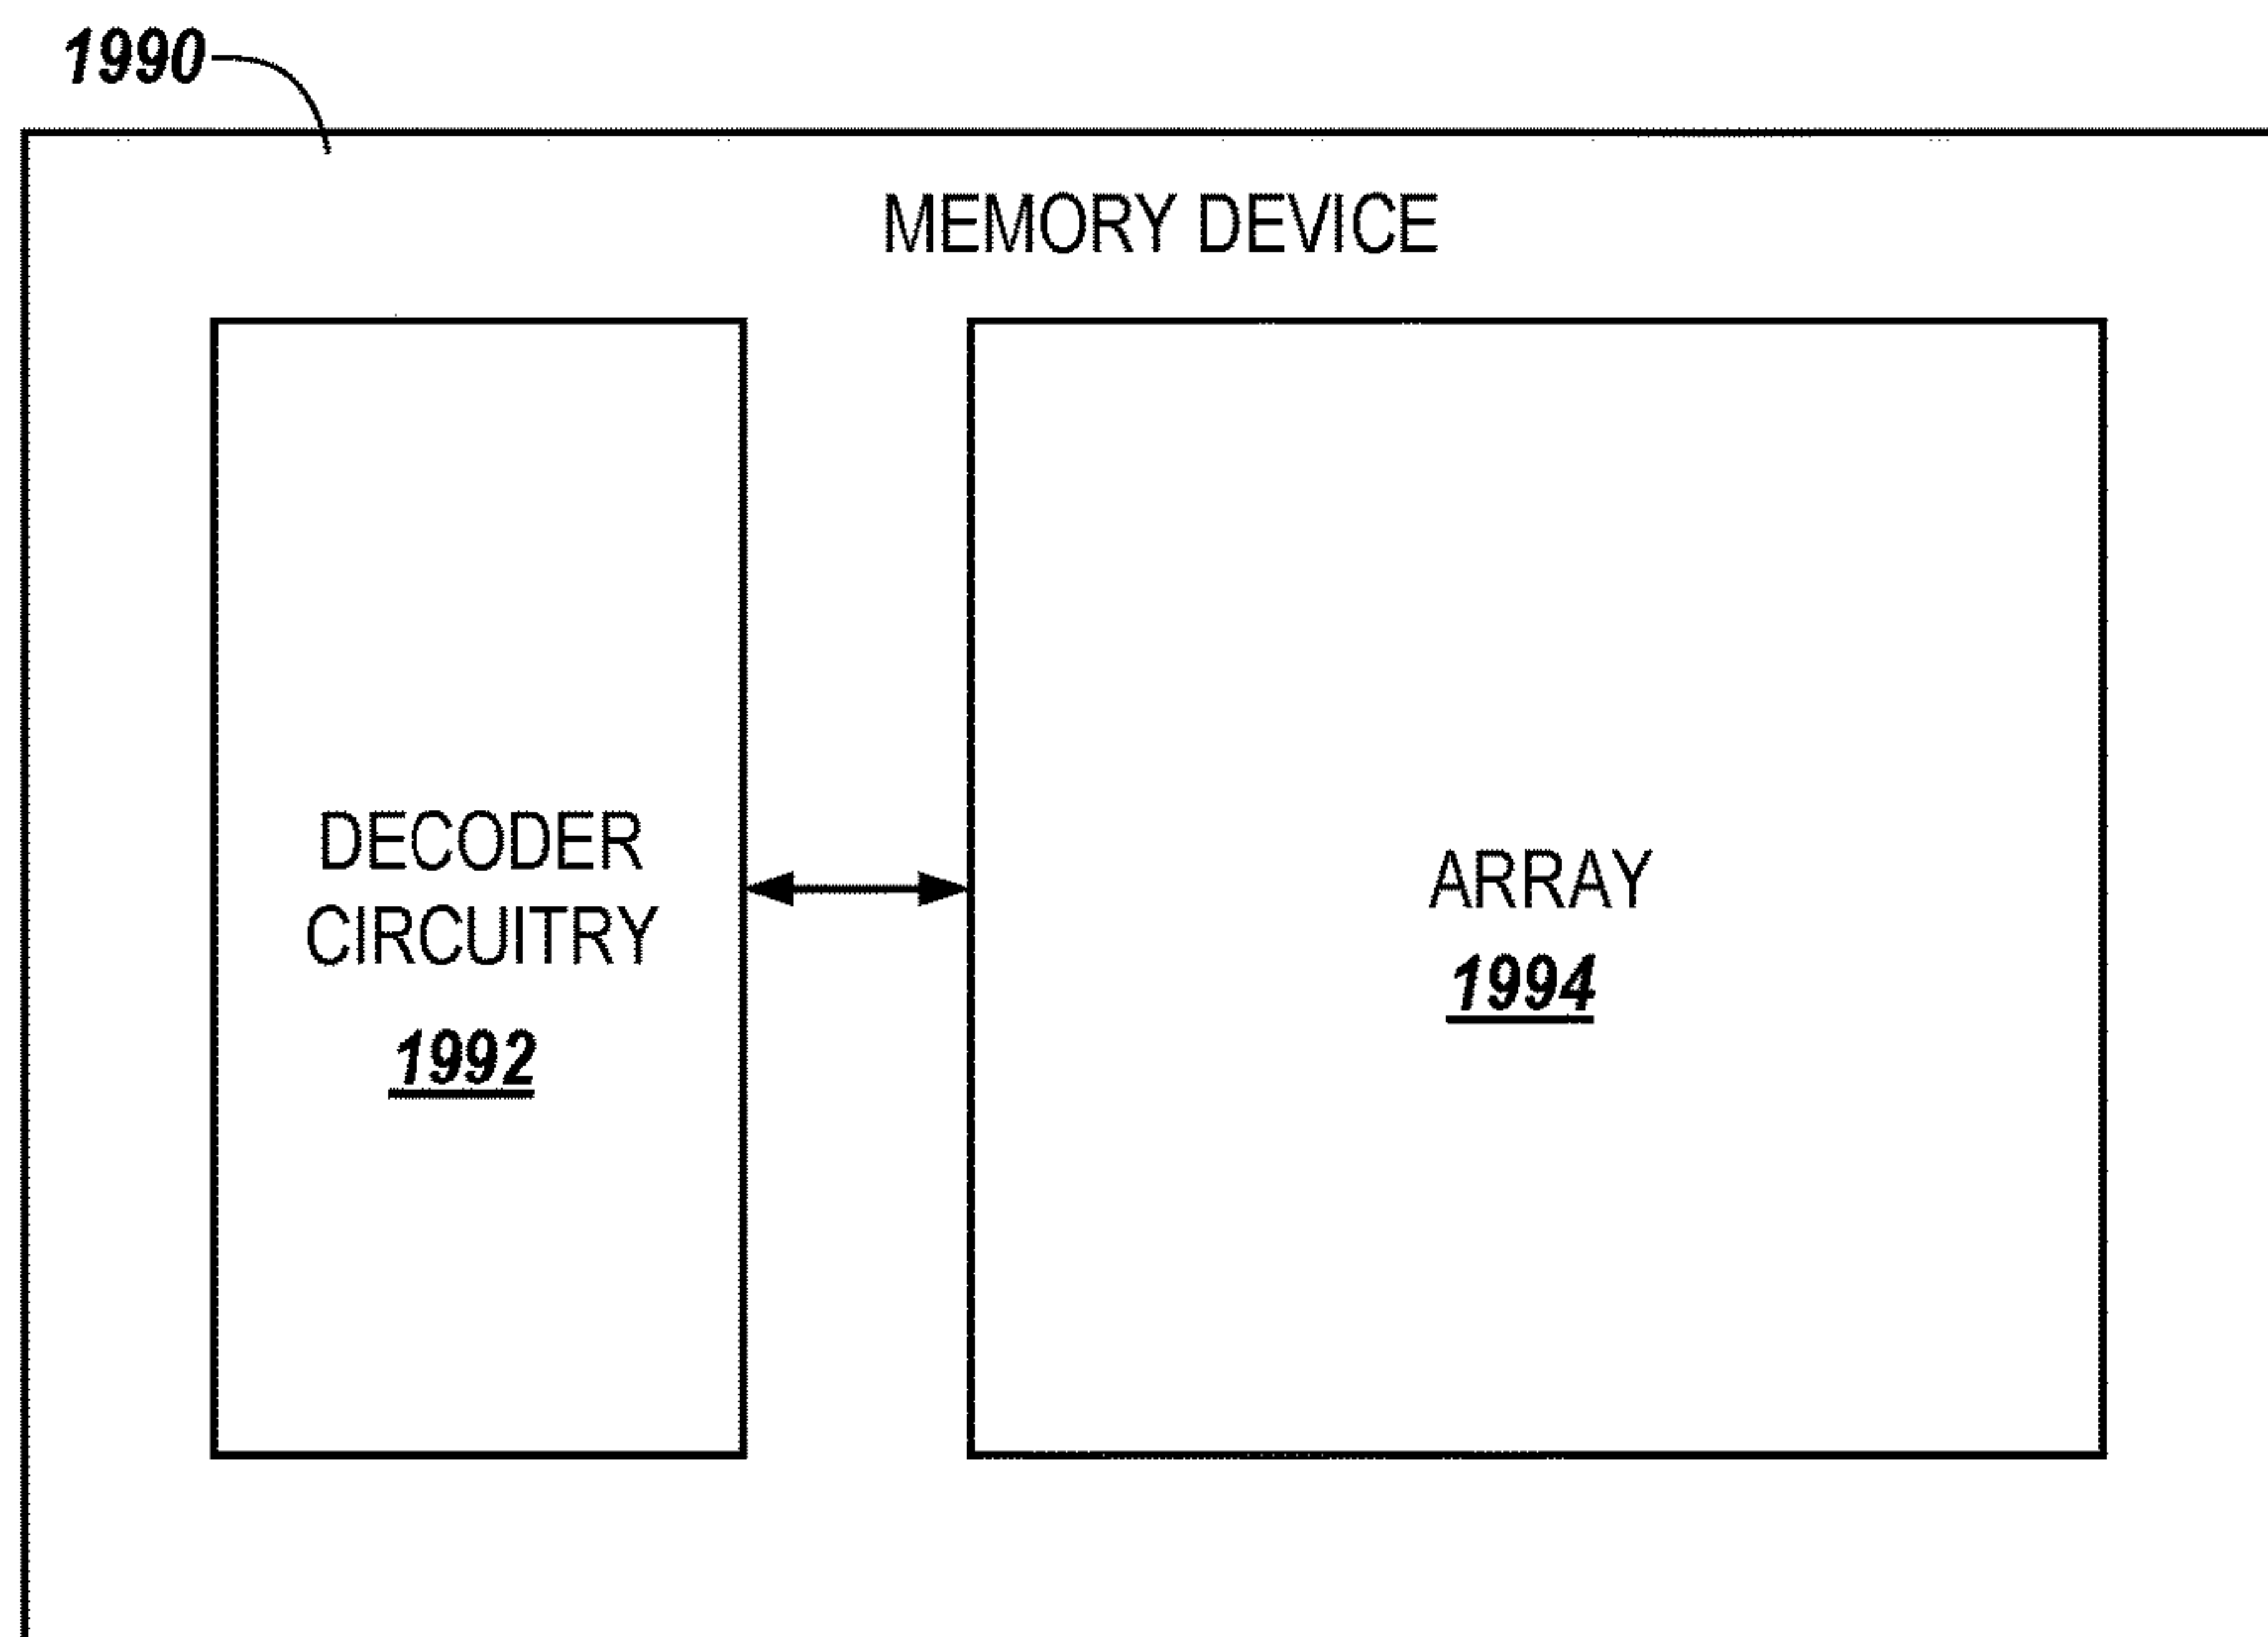 1990
MEMORY DEVICE
DECODER
CIRCUITRY
1992
ARRAY
1994